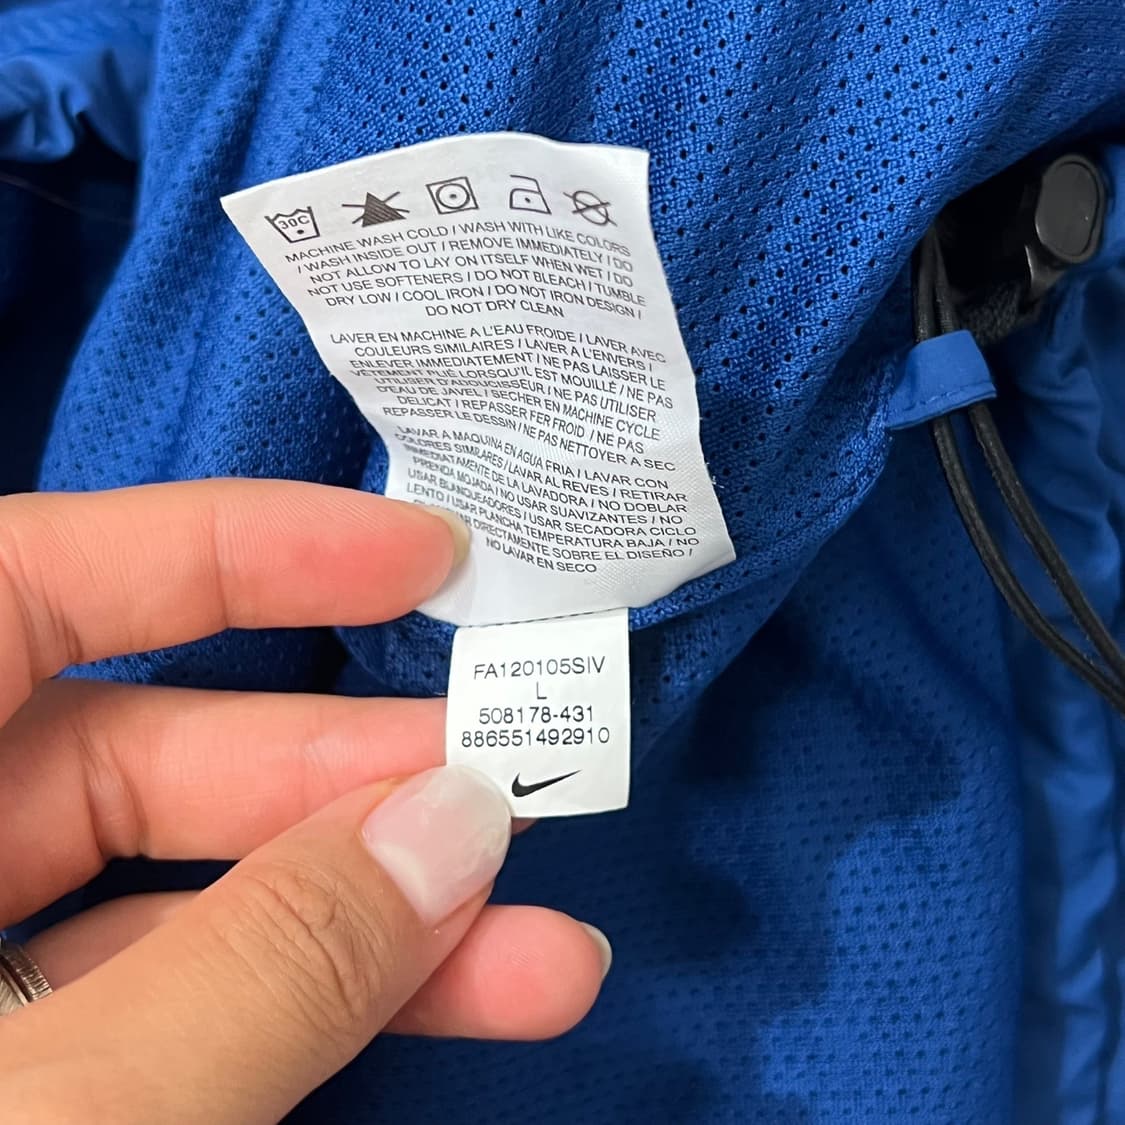 30C
MACHINE WASH COLD / WASH WITH LIKE COLORS
/ WASH INSIDE OUT / REMOVE IMMEDIATELY / DO
NOT ALLOW TO LAY ON ITSELF WHEN WET / DO
NOT USE SOFTENERS / DO NOT BLEACH / TUMBLE
DRY LOW / COOL IRON / DO NOT IRON DESIGN /
DO NOT DRY CLEAN
LAVER EN MACHINE A L'EAU FROIDE / LAVER AVEC
COULEURS SIMILAIRES / LAVER A L'ENVERS /
ENLEVER IMMEDIATEMENT / NE PAS LAISSER LE
VETEMENT PLIÉ LORSQU'IL EST MOUILLÉ / NE PAS
UTILISER D'ADOUCISSEUR / NE PAS UTILISER
D'EAU DE JAVEL / SECHER EN MACHINE CYCLE
DELICAT / REPASSER FER FROID / NE PAS
REPASSER LE DESSIN / NE PAS NETTOYER A SEC
LAVAR A MAQUINA EN AGUA FRIA / LAVAR CON
COLORES SIMILARES / LAVAR AL REVES / RETIRAR
INMEDIATAMENTE DE LA LAVADORA / NO DOBLAR
PRENDA MOJADA / NO USAR SUAVIZANTES / NO
USAR BLANQUEADORES / USAR SECADORA CICLO
LENTO / USAR PLANCHA TEMPERATURA BAJA / NO
DIRECTAMENTE SOBRE EL DISEÑO /
NO LAVAR EN SECO
FA120105SIV
L
508178-431
886551492910